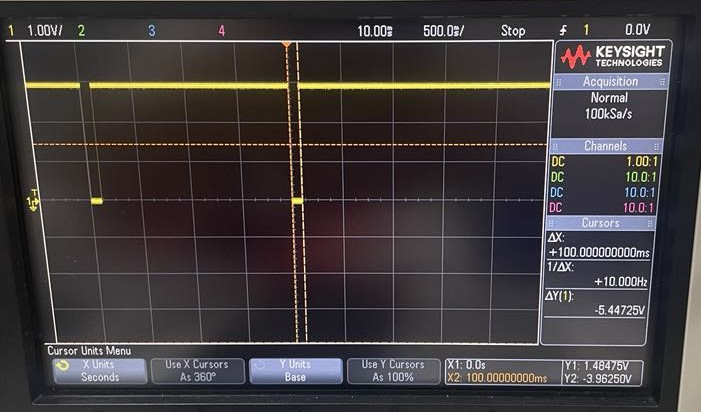 1 1.00V/ 2 3 4 10.00s 500.0ms/ Stop 1 0.0V
KEYSIGHT
TECHNOLOGIES
Acquisition
Normal
100kSa/s
Channels
DC 1.00:1
DC 10.0:1
DC 10.0:1
DC 10.0:1
Cursors
ΔX:
+100.000000000ms
1/ΔX:
+10.000Hz
ΔY(1):
-5.44725V
T
1
Cursor Units Menu
X Units
Seconds
Use X Cursors
As 360°
Y Units
Base
Use Y Cursors
As 100%
X1: 0.0s
X2: 100.00000000ms
Y1: 1.48475V
Y2: -3.96250V